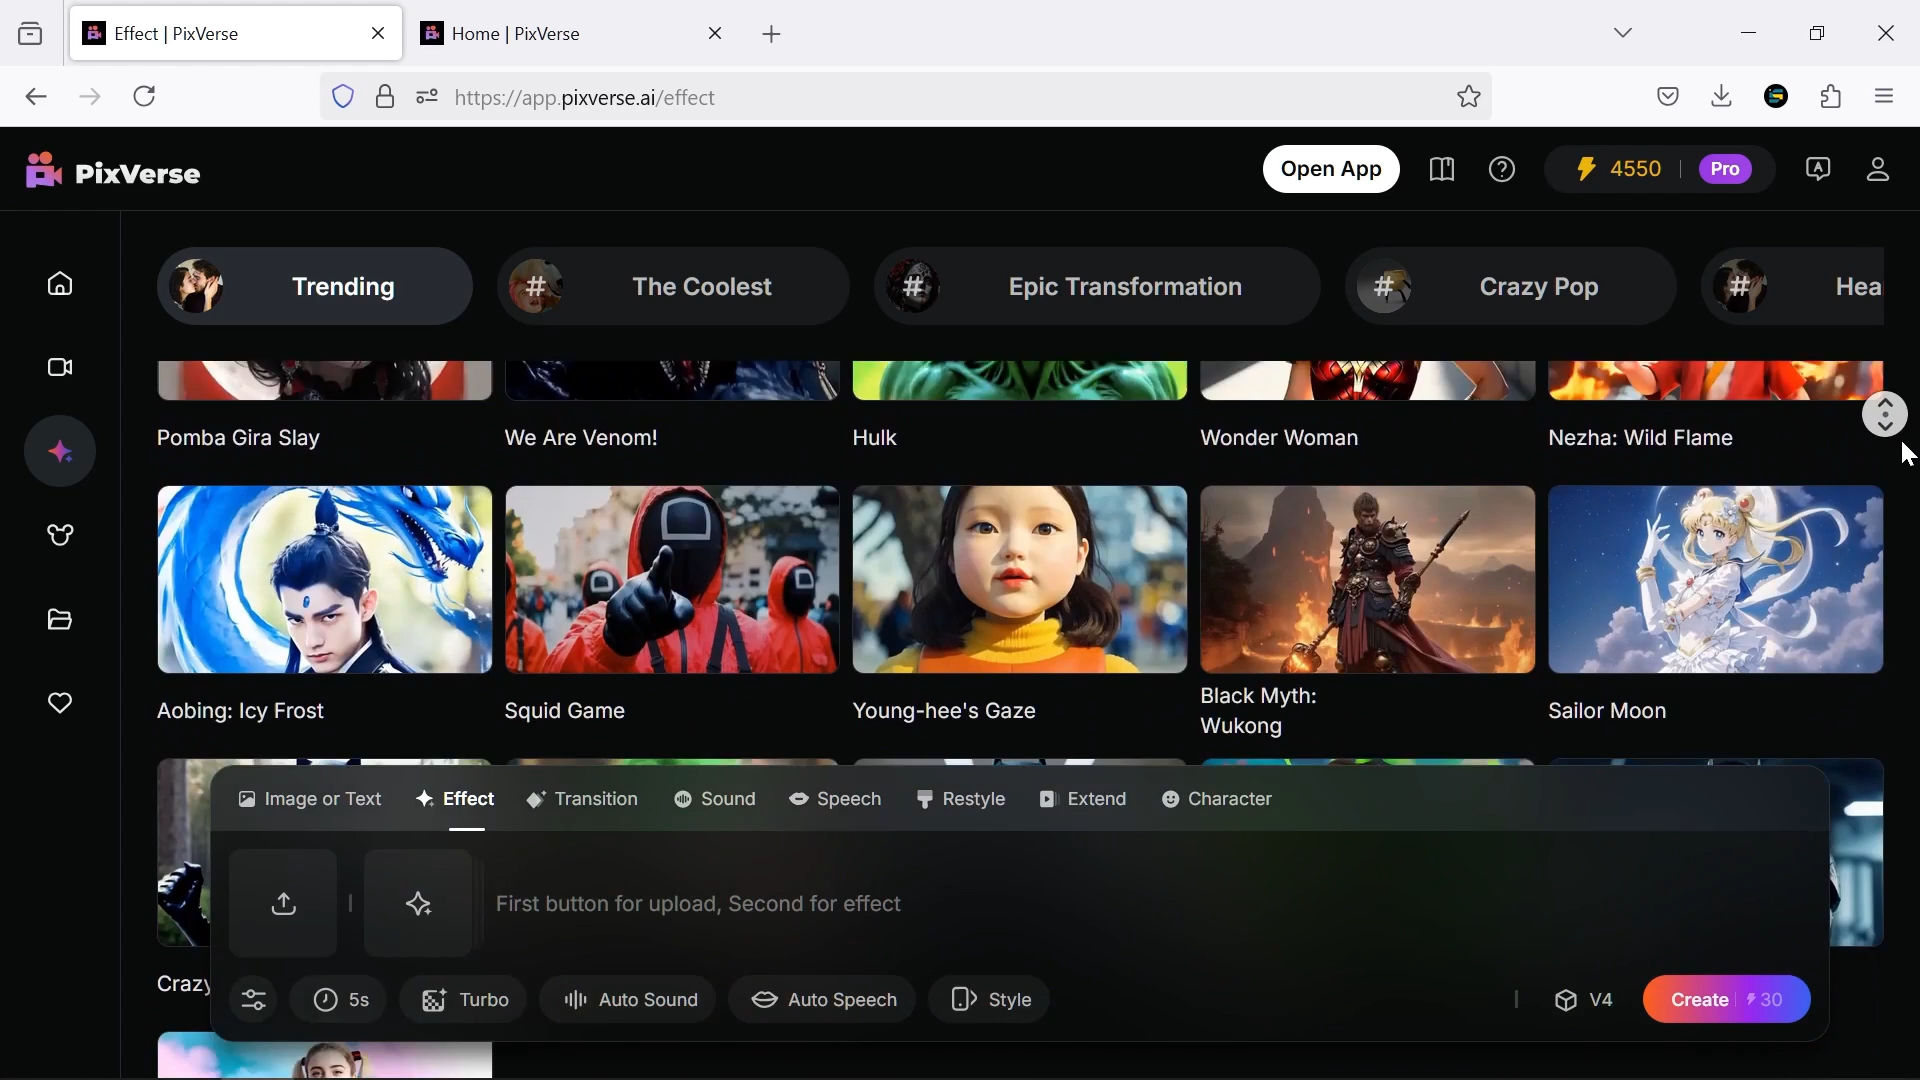 Effect | PixVerse
Home | PixVerse
https://app.pixverse.ai/effect
PixVerse
Open App
4550
Pro
Trending
# The Coolest
# Epic Transformation
# Crazy Pop
# Hea
Pomba Gira Slay
We Are Venom!
Hulk
Wonder Woman
Nezha: Wild Flame
Aobing: Icy Frost
Squid Game
Young-hee's Gaze
Black Myth:
Wukong
Sailor Moon
Image or Text
Effect
Transition
Sound
Speech
Restyle
Extend
Character
First button for upload, Second for effect
Crazy
5s
Turbo
Auto Sound
Auto Speech
Style
V4
Create
30